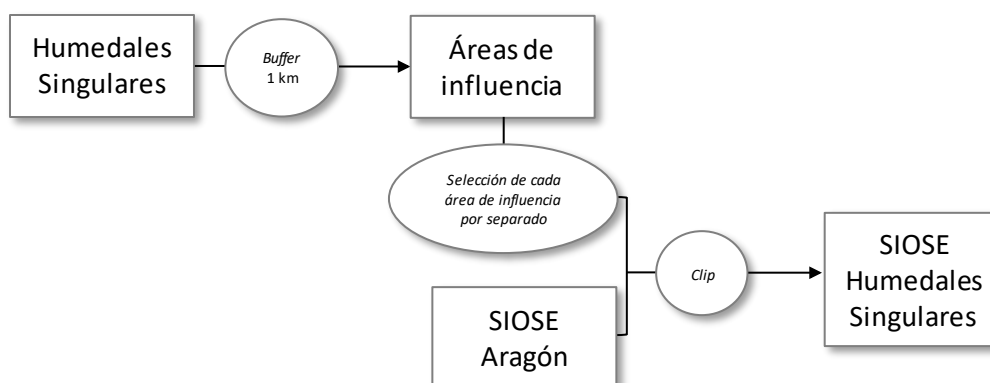 Humedales
Singulares
Buffer
1 km
Áreas de
influencia
Selección de cada
área de influencia
por separado
SIOSE
Aragón
Clip
SIOSE
Humedales
Singulares